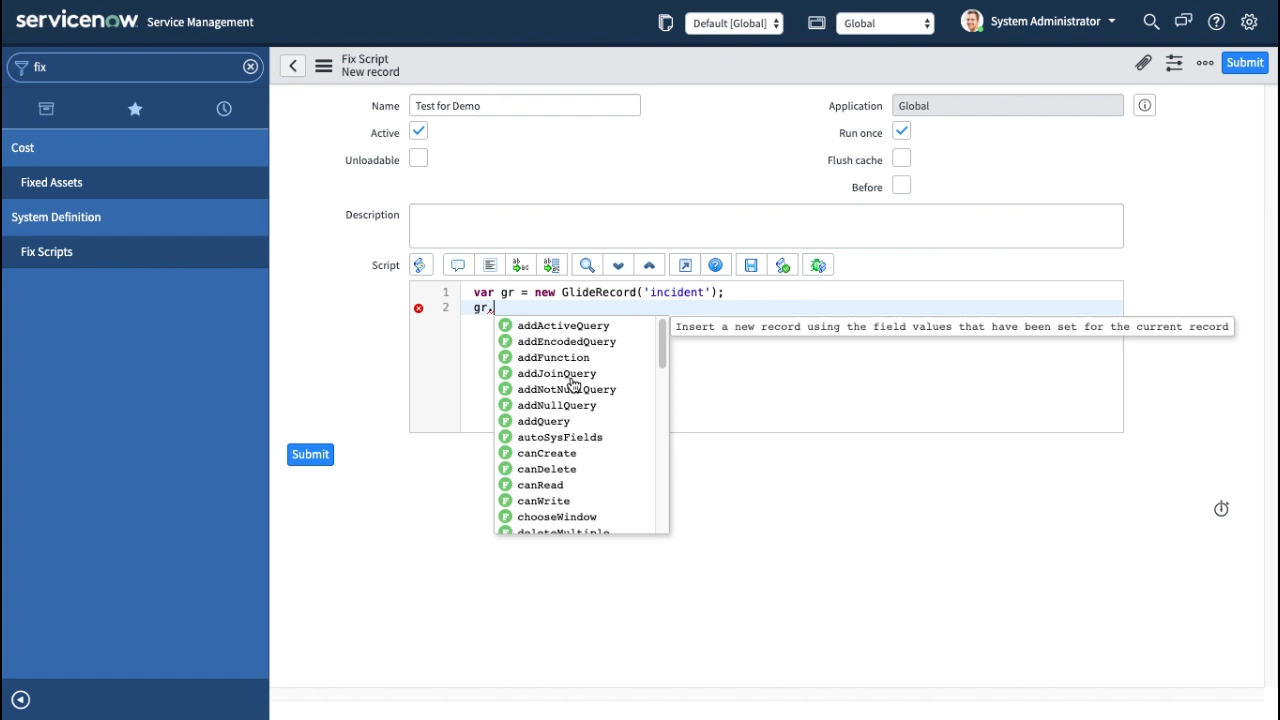 servicenow Service Management
Default [Global]
Global
System Administrator
fix
Cost
Fixed Assets
System Definition
Fix Scripts
Fix Script
New record
Submit
Name Test for Demo
Application Global
Active
Run once
Unloadable
Flush cache
Before
Description
Script
1 var gr = new GlideRecord('incident');
2 gr.
addActiveQuery
addEncodedQuery
addFunction
addJoinQuery
addNotNullQuery
addNullQuery
addQuery
autoSysFields
canCreate
canDelete
canRead
canWrite
chooseWindow
deleteMultiple
Insert a new record using the field values that have been set for the current record
Submit